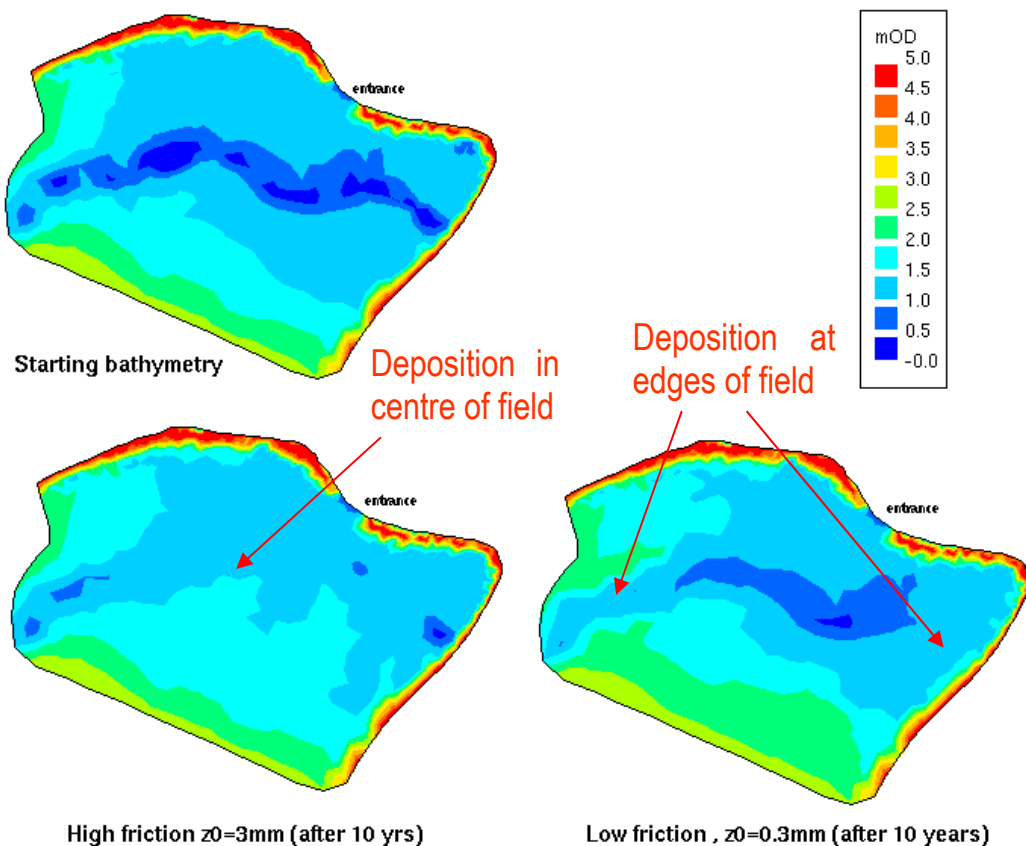 mOD
5.0
4.5
4.0
3.5
3.0
2.5
2.0
1.5
1.0
0.5
-0.0
entrance
Starting bathymetry
Deposition in
centre of field
Deposition at
edges of field
entrance
entrance
High friction z0=3mm (after 10 yrs)
Low friction , z0=0.3mm (after 10 years)